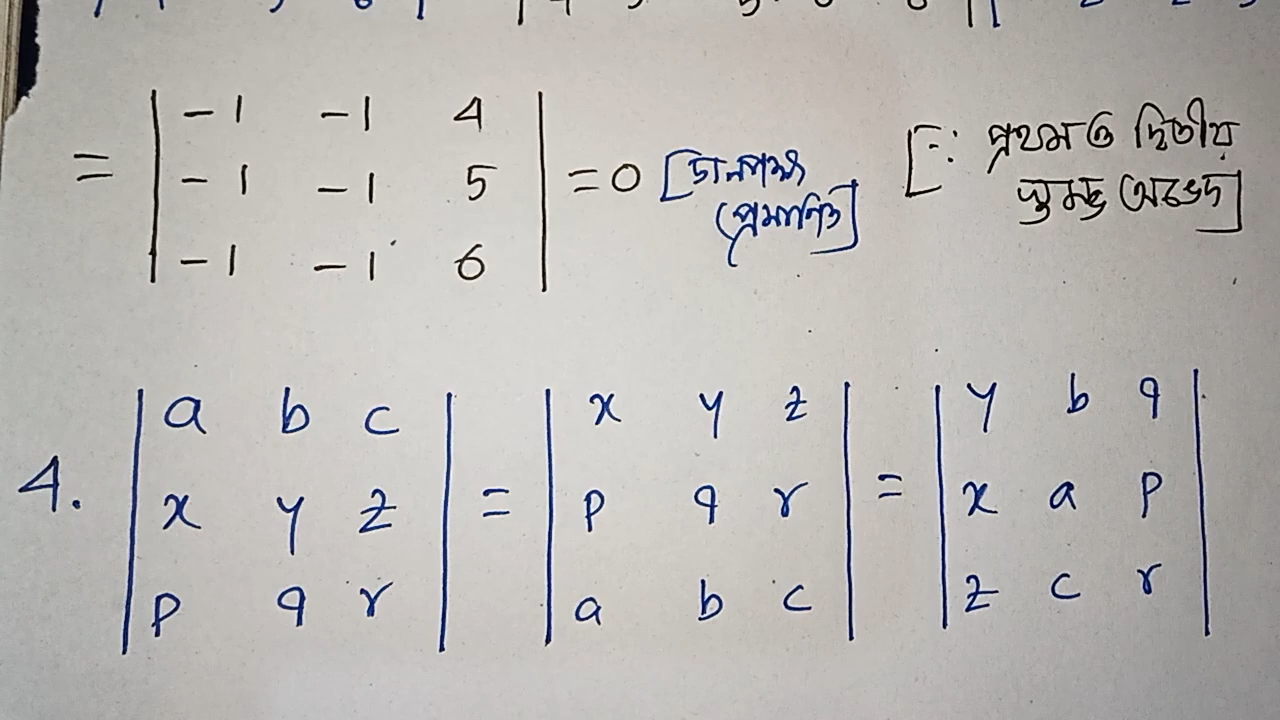 = | -1 -1 4 |
| -1 -1 5 | = 0 [ডানপক্ষ (প্রমাণিত)] [∵ প্রথম ও দ্বিতীয় স্তম্ভ অভেদ]
| -1 -1 6 |
4. | a b c | = | x y z | = | y b q |
| x y z | | p q r | | x a p |
| p q r | | a b c | | z c r |